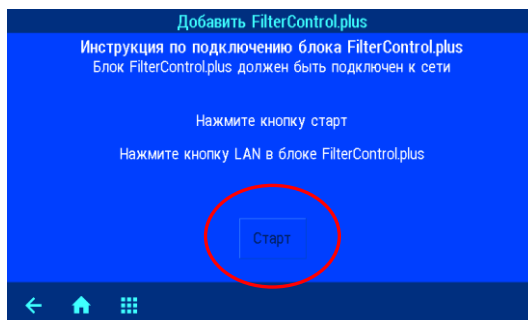 Добавить FilterControl.plus
Инструкция по подключению блока FilterControl.plus
Блок FilterControl.plus должен быть подключен к сети
Нажмите кнопку старт
Нажмите кнопку LAN в блоке FilterControl.plus
Старт